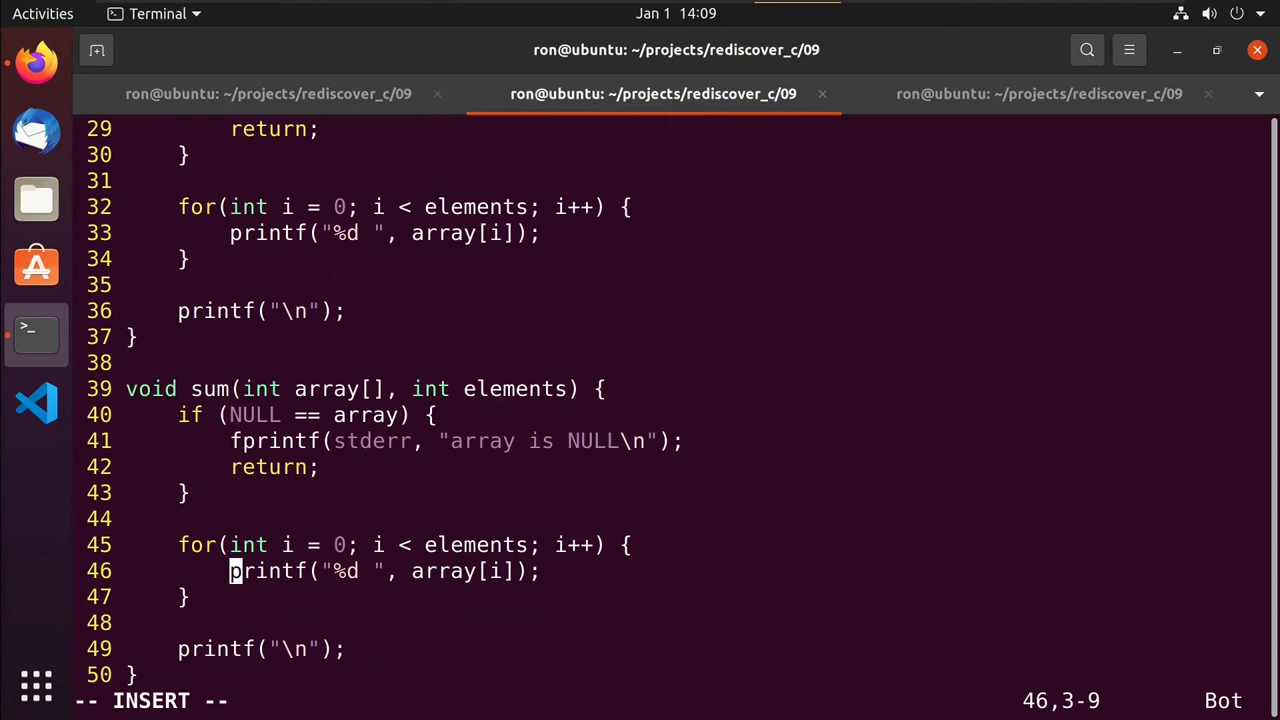 Activities Terminal Jan 1 14:09
ron@ubuntu: ~/projects/rediscover_c/09
ron@ubuntu: ~/projects/rediscover_c/09 ron@ubuntu: ~/projects/rediscover_c/09 ron@ubuntu: ~/projects/rediscover_c/09
29         return;
30     }
31
32     for(int i = 0; i < elements; i++) {
33         printf("%d ", array[i]);
34     }
35
36     printf("\n");
37 }
38
39 void sum(int array[], int elements) {
40     if (NULL == array) {
41         fprintf(stderr, "array is NULL\n");
42         return;
43     }
44
45     for(int i = 0; i < elements; i++) {
46         printf("%d ", array[i]);
47     }
48
49     printf("\n");
50 }
-- INSERT -- 46,3-9 Bot